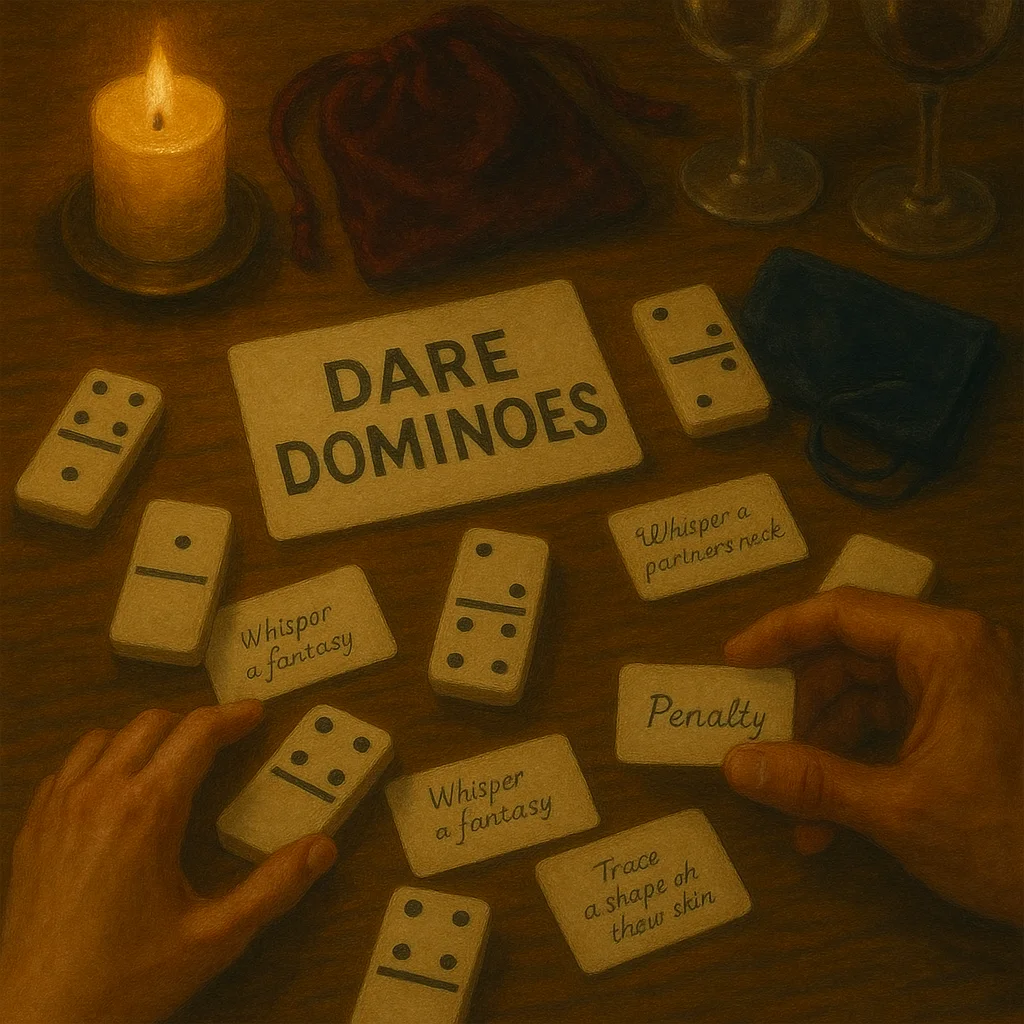 DARE
DOMINOES
Whisper a
partners neck
Whispor
a fantasy
Penalty
Whisper
a fantasy
Trace
a shape oh
thew skin